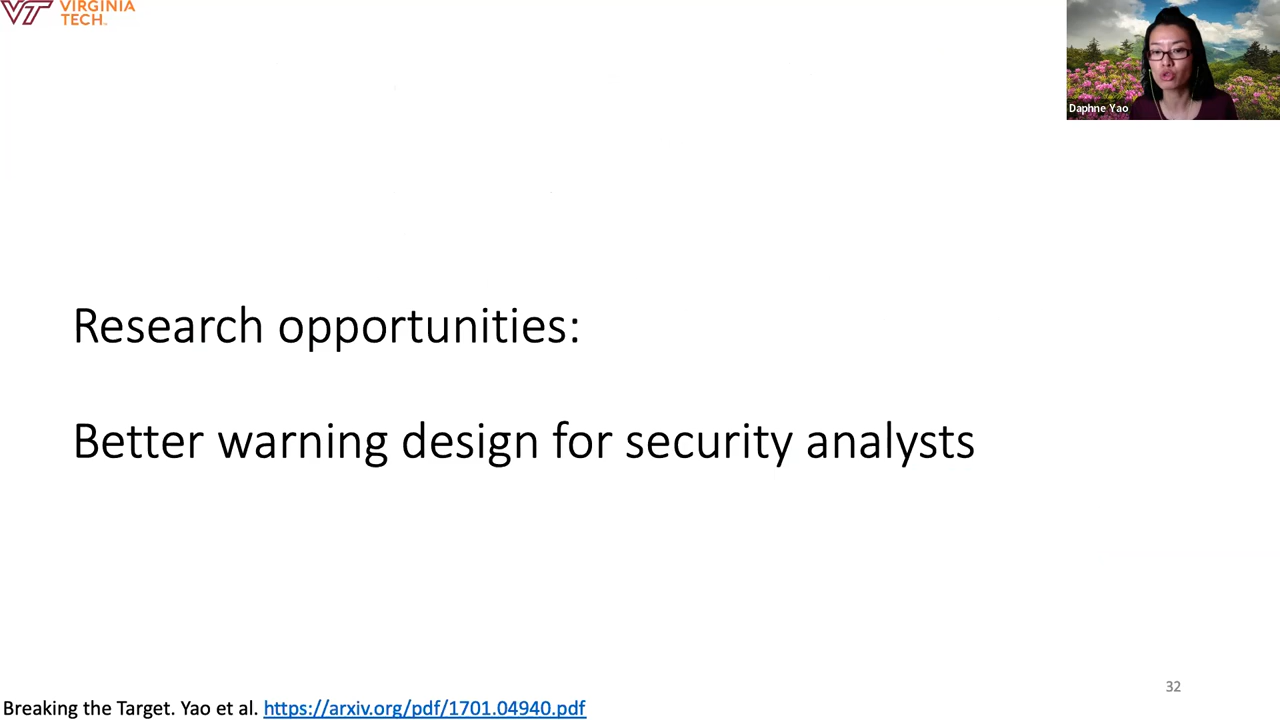 VT VIRGINIA
TECH
Daphne Yao
Research opportunities:
Better warning design for security analysts
32
Breaking the Target. Yao et al. https://arxiv.org/pdf/1701.04940.pdf